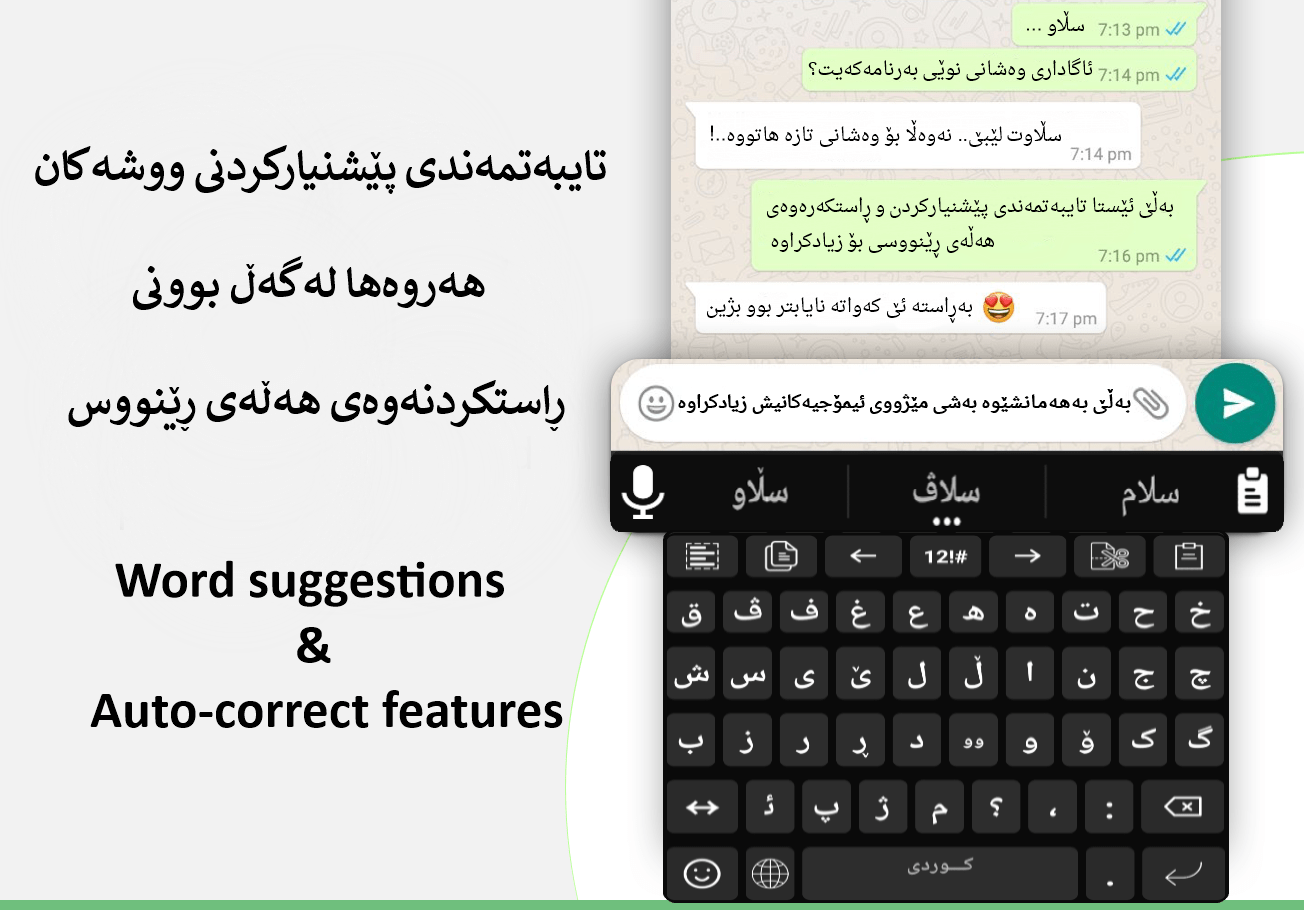 تایبەتمەندی پێشنیارکردنی ووشەکان
هەروەها لەگەڵ بوونی
ڕاستکردنەوەی هەڵەی ڕێنووس
Word suggestions
&
Auto-correct features
سڵاو ... 7:13 pm
ئاگاداری وەشانی نوێی بەرنامەکەیت؟ 7:14 pm
سڵاوت لێبێ.. نەوەڵا بۆ وەشانی تازە هاتووە..!
7:14 pm
بەڵێ ئێستا تایبەتمەندی پێشنیارکردن و ڕاستکەرەوەی
هەڵەی ڕێنووسی بۆ زیادکراوە
7:16 pm
بەڕاستە ئێ کەواتە نایابتر بوو بژین 😍 7:17 pm
بەڵێ بەهەمانشێوە بەشی مێژووی ئیمۆجیەکانیش زیادکراوە
سڵاو سلاڤ سلام
12!#
ق ڤ ف غ ع ھ ە ت ح خ
ش س ی ێ ل ڵ ا ن ج چ
ب ز ر ڕ د وو و ۆ ک گ
ئ پ ژ م ؟ ، :
کــوردی .